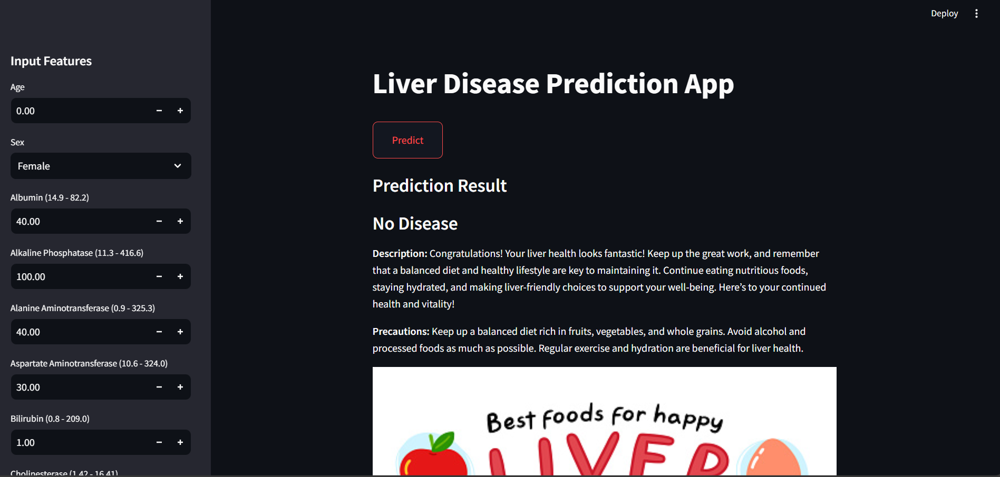 Deploy
Input Features
Age
0.00
Sex
Female
Albumin (14.9 - 82.2)
40.00
Alkaline Phosphatase (11.3 - 416.6)
100.00
Alanine Aminotransferase (0.9 - 325.3)
40.00
Aspartate Aminotransferase (10.6 - 324.0)
30.00
Bilirubin (0.8 - 209.0)
1.00
Cholinesterase (1.42 - 16.41)
Liver Disease Prediction App
Predict
Prediction Result
No Disease
Description: Congratulations! Your liver health looks fantastic! Keep up the great work, and remember
that a balanced diet and healthy lifestyle are key to maintaining it. Continue eating nutritious foods,
staying hydrated, and making liver-friendly choices to support your well-being. Here’s to your continued
health and vitality!
Precautions: Keep up a balanced diet rich in fruits, vegetables, and whole grains. Avoid alcohol and
processed foods as much as possible. Regular exercise and hydration are beneficial for liver health.
Best foods for happy
LIVER